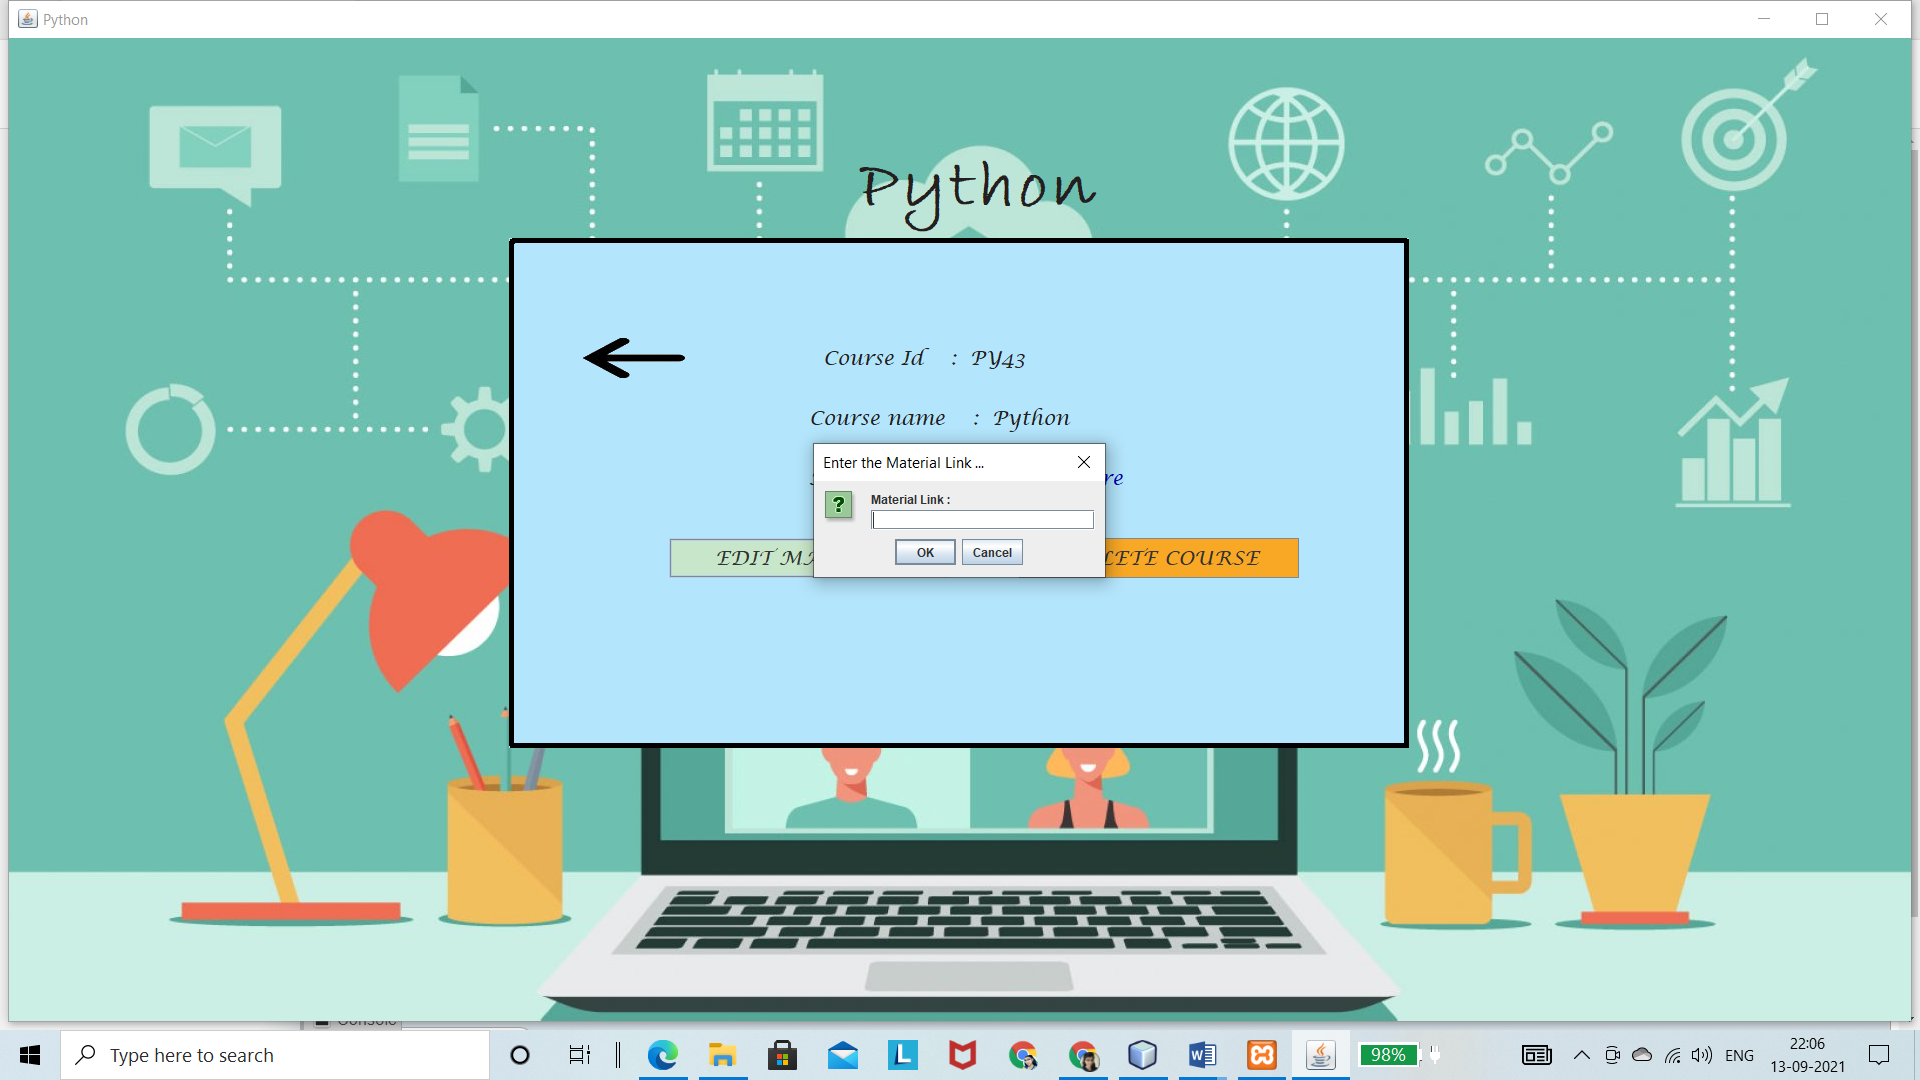 Python
Python
Course Id : PY43
Course name : Python
Enter the Material Link ...
re
Material Link :
OK
Cancel
EDIT MA
LETE COURSE
Type here to search
98%
ENG
22:06
13-09-2021